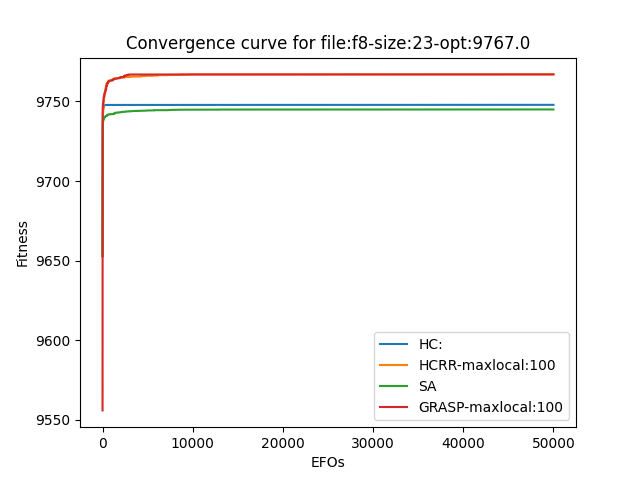 Convergence curve for file:f8-size:23-opt:9767.0
Fitness
9750
9700
9650
9600
9550
0 10000 20000 30000 40000 50000
EFOs
HC:
HCRR-maxlocal:100
SA
GRASP-maxlocal:100